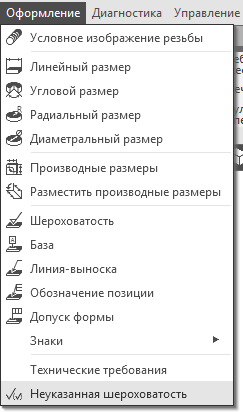 Оформление Диагностика Управление
Условное изображение резьбы
Линейный размер
Угловой размер
Радиальный размер
Диаметральный размер
Производные размеры
Разместить производные размеры
Шероховатость
База
Линия-выноска
Обозначение позиции
Допуск формы
Знаки
Технические требования
Неуказанная шероховатость